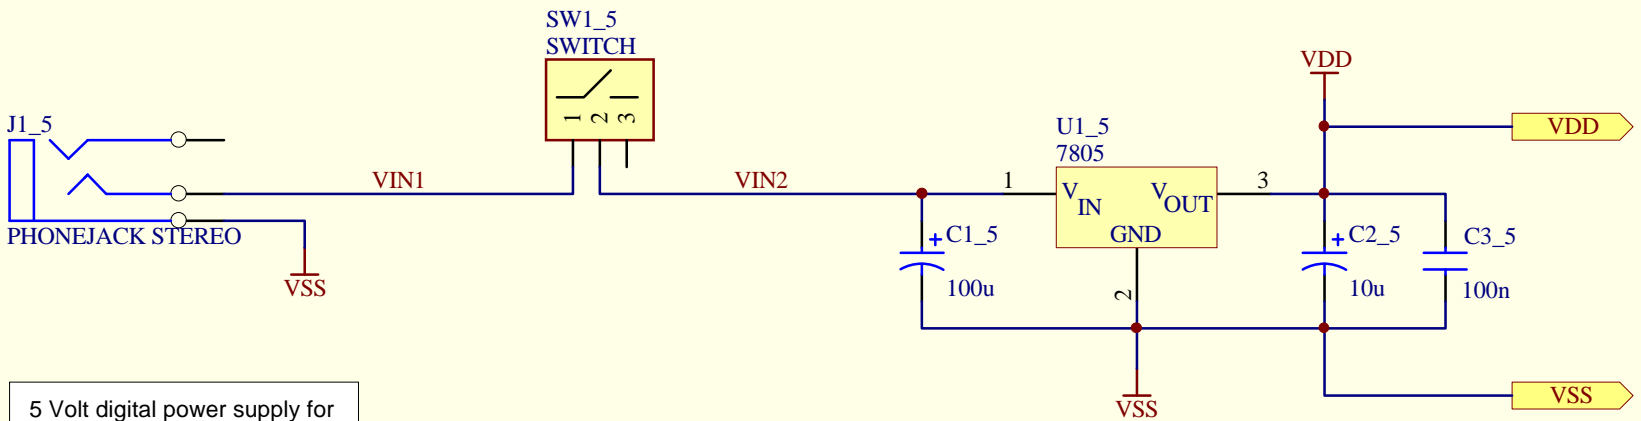 SW1_5
SWITCH
1 2 3
J1_5
VIN1
PHONEJACK STEREO
VSS
VIN2
U1_5
7805
1
V IN
V OUT
3
GND
2
VSS
C1_5
100u
VDD
VDD
C2_5
10u
C3_5
100n
VSS
5 Volt digital power supply for